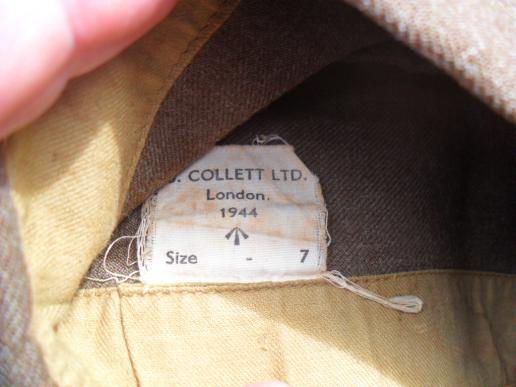 COLLETT LTD.
London.
1944
Size - 7